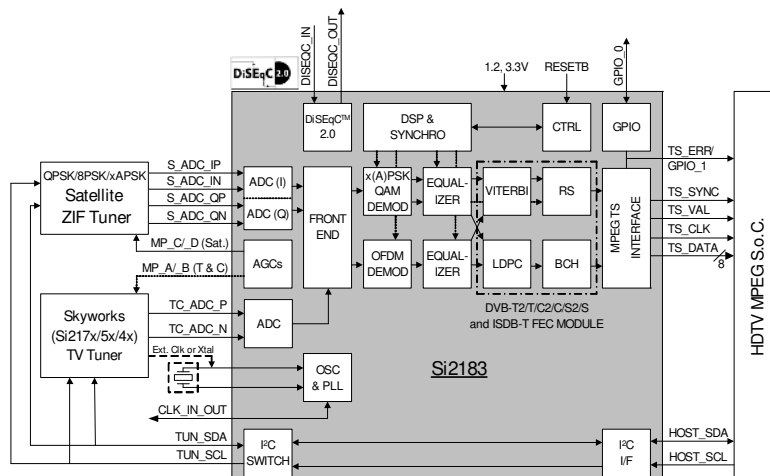 DISEQC_IN
DISEQC_OUT
DiSEqC 2.0
1.2, 3.3V
RESETB
GPIO_0
DiSEqC™
2.0
DSP &
SYNCHRO
CTRL
GPIO
TS_ERR/
GPIO_1
QPSK/8PSK/xAPSK
Satellite
ZIF Tuner
S_ADC_IP
S_ADC_IN
S_ADC_QP
S_ADC_QN
ADC (I)
ADC (Q)
FRONT
END
x(A)PSK
QAM
DEMOD
EQUAL-
IZER
VITERBI
RS
MPEG TS
INTERFACE
TS_SYNC
TS_VAL
TS_CLK
TS_DATA
8
HDTV MPEG S.o.C.
MP_C/_D (Sat.)
AGCs
MP_A/_B (T & C)
OFDM
DEMOD
EQUAL-
IZER
LDPC
BCH
DVB-T2/T/C2/C/S2/S
and ISDB-T FEC MODULE
Skyworks
(Si217x/5x/4x)
TV Tuner
TC_ADC_P
TC_ADC_N
ADC
Ext. Clk or Xtal
OSC
& PLL
Si2183
CLK_IN_OUT
TUN_SDA
TUN_SCL
I²C
SWITCH
I²C
I/F
HOST_SDA
HOST_SCL